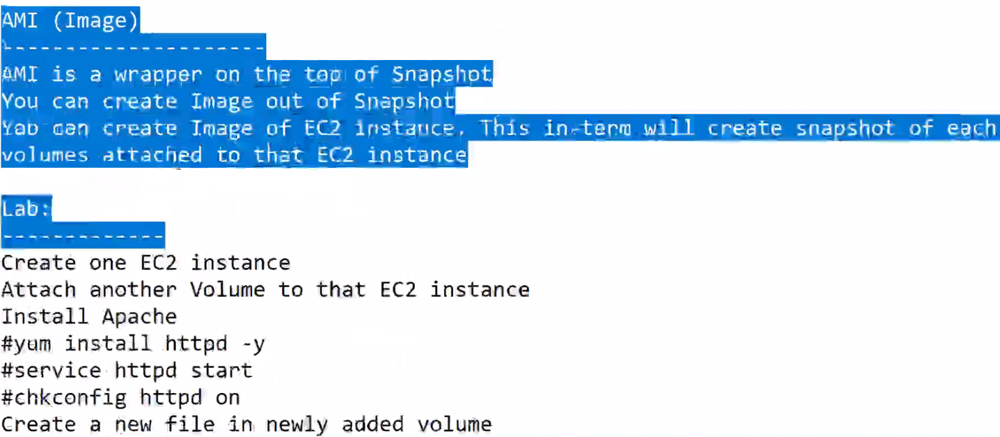 AMI (Image)
---------------------
AMI is a wrapper on the top of Snapshot
You can create Image out of Snapshot
You can create Image of EC2 instance. This in-term will create snapshot of each
volumes attached to that EC2 instance
Lab:
-------------
Create one EC2 instance
Attach another Volume to that EC2 instance
Install Apache
#yum install httpd -y
#service httpd start
#chkconfig httpd on
Create a new file in newly added volume